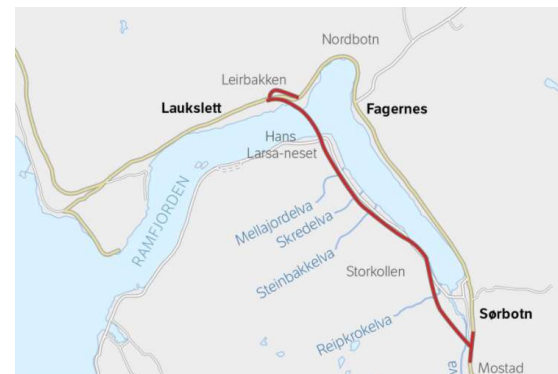 Nordbotn
Leirbakken
Laukslett
Fagernes
Hans
Larsa-neset
RAMFJORDEN
Mellajordelva
Skredelva
Steinbakkelva
Storkollen
Sørbotn
Reipkrokelva
Mostad